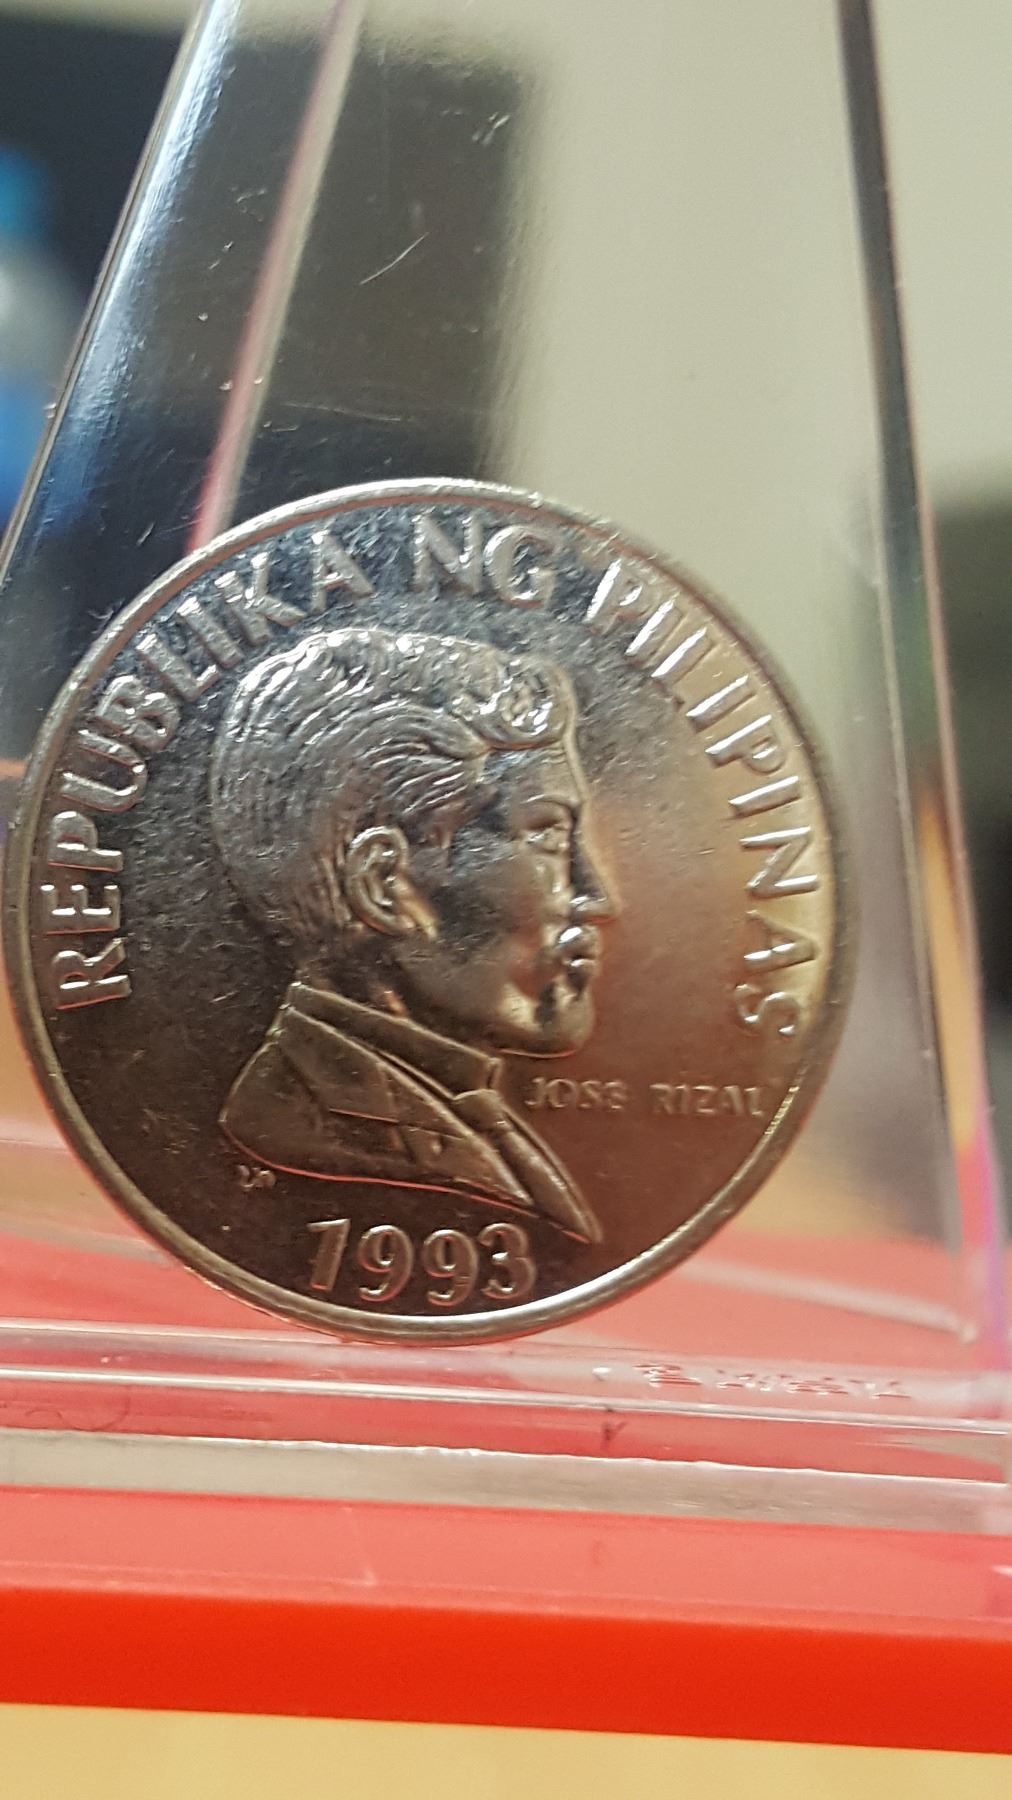 REPUBLIKA NG PILIPINAS
JOSE RIZAL
1993